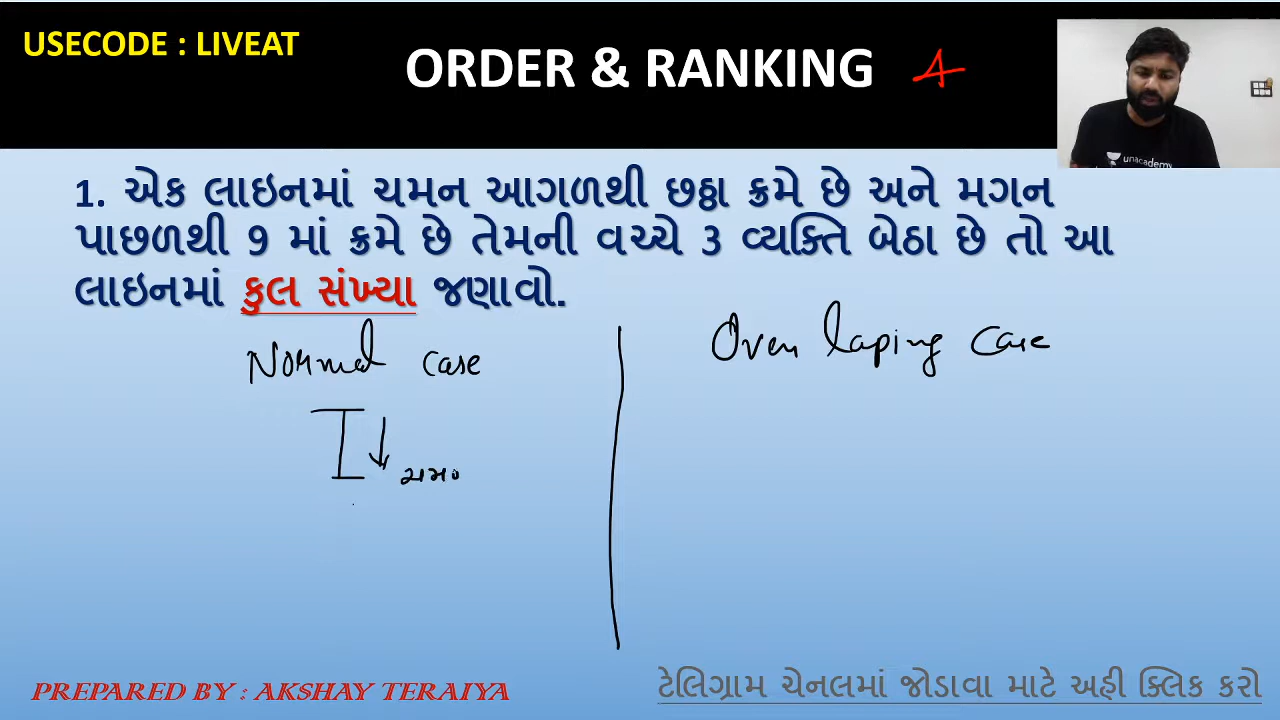 USECODE : LIVEAT
ORDER & RANKING
unacademy
1. એક લાઇનમાં ચમન આગળથી છઠ્ઠા ક્રમે છે અને મગન
પાછળથી 9 માં ક્રમે છે તેમની વચ્ચે 3 વ્યક્તિ બેઠા છે તો આ
લાઇનમાં કુલ સંખ્યા જણાવો.
Normal case
Over laping case
PREPARED BY : AKSHAY TERAIYA
ટેલિગ્રામ ચેનલમાં જોડાવા માટે અહી ક્લિક કરો